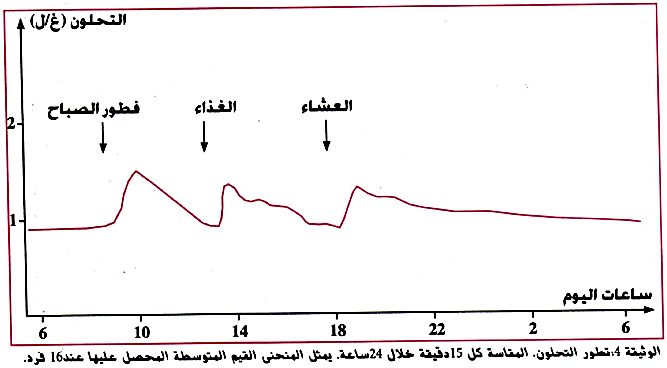 التحلون (غ/ل)
فطور الصباح
الغذاء
العشاء
2
1
ساعات اليوم
6 10 14 18 22 2 6
الوثيقة 4:تطور التحلون. المقاسة كل 15دقيقة خلال 24ساعة. يمثل المنحنى القيم المتوسطة المحصل عليها عند16 فرد.